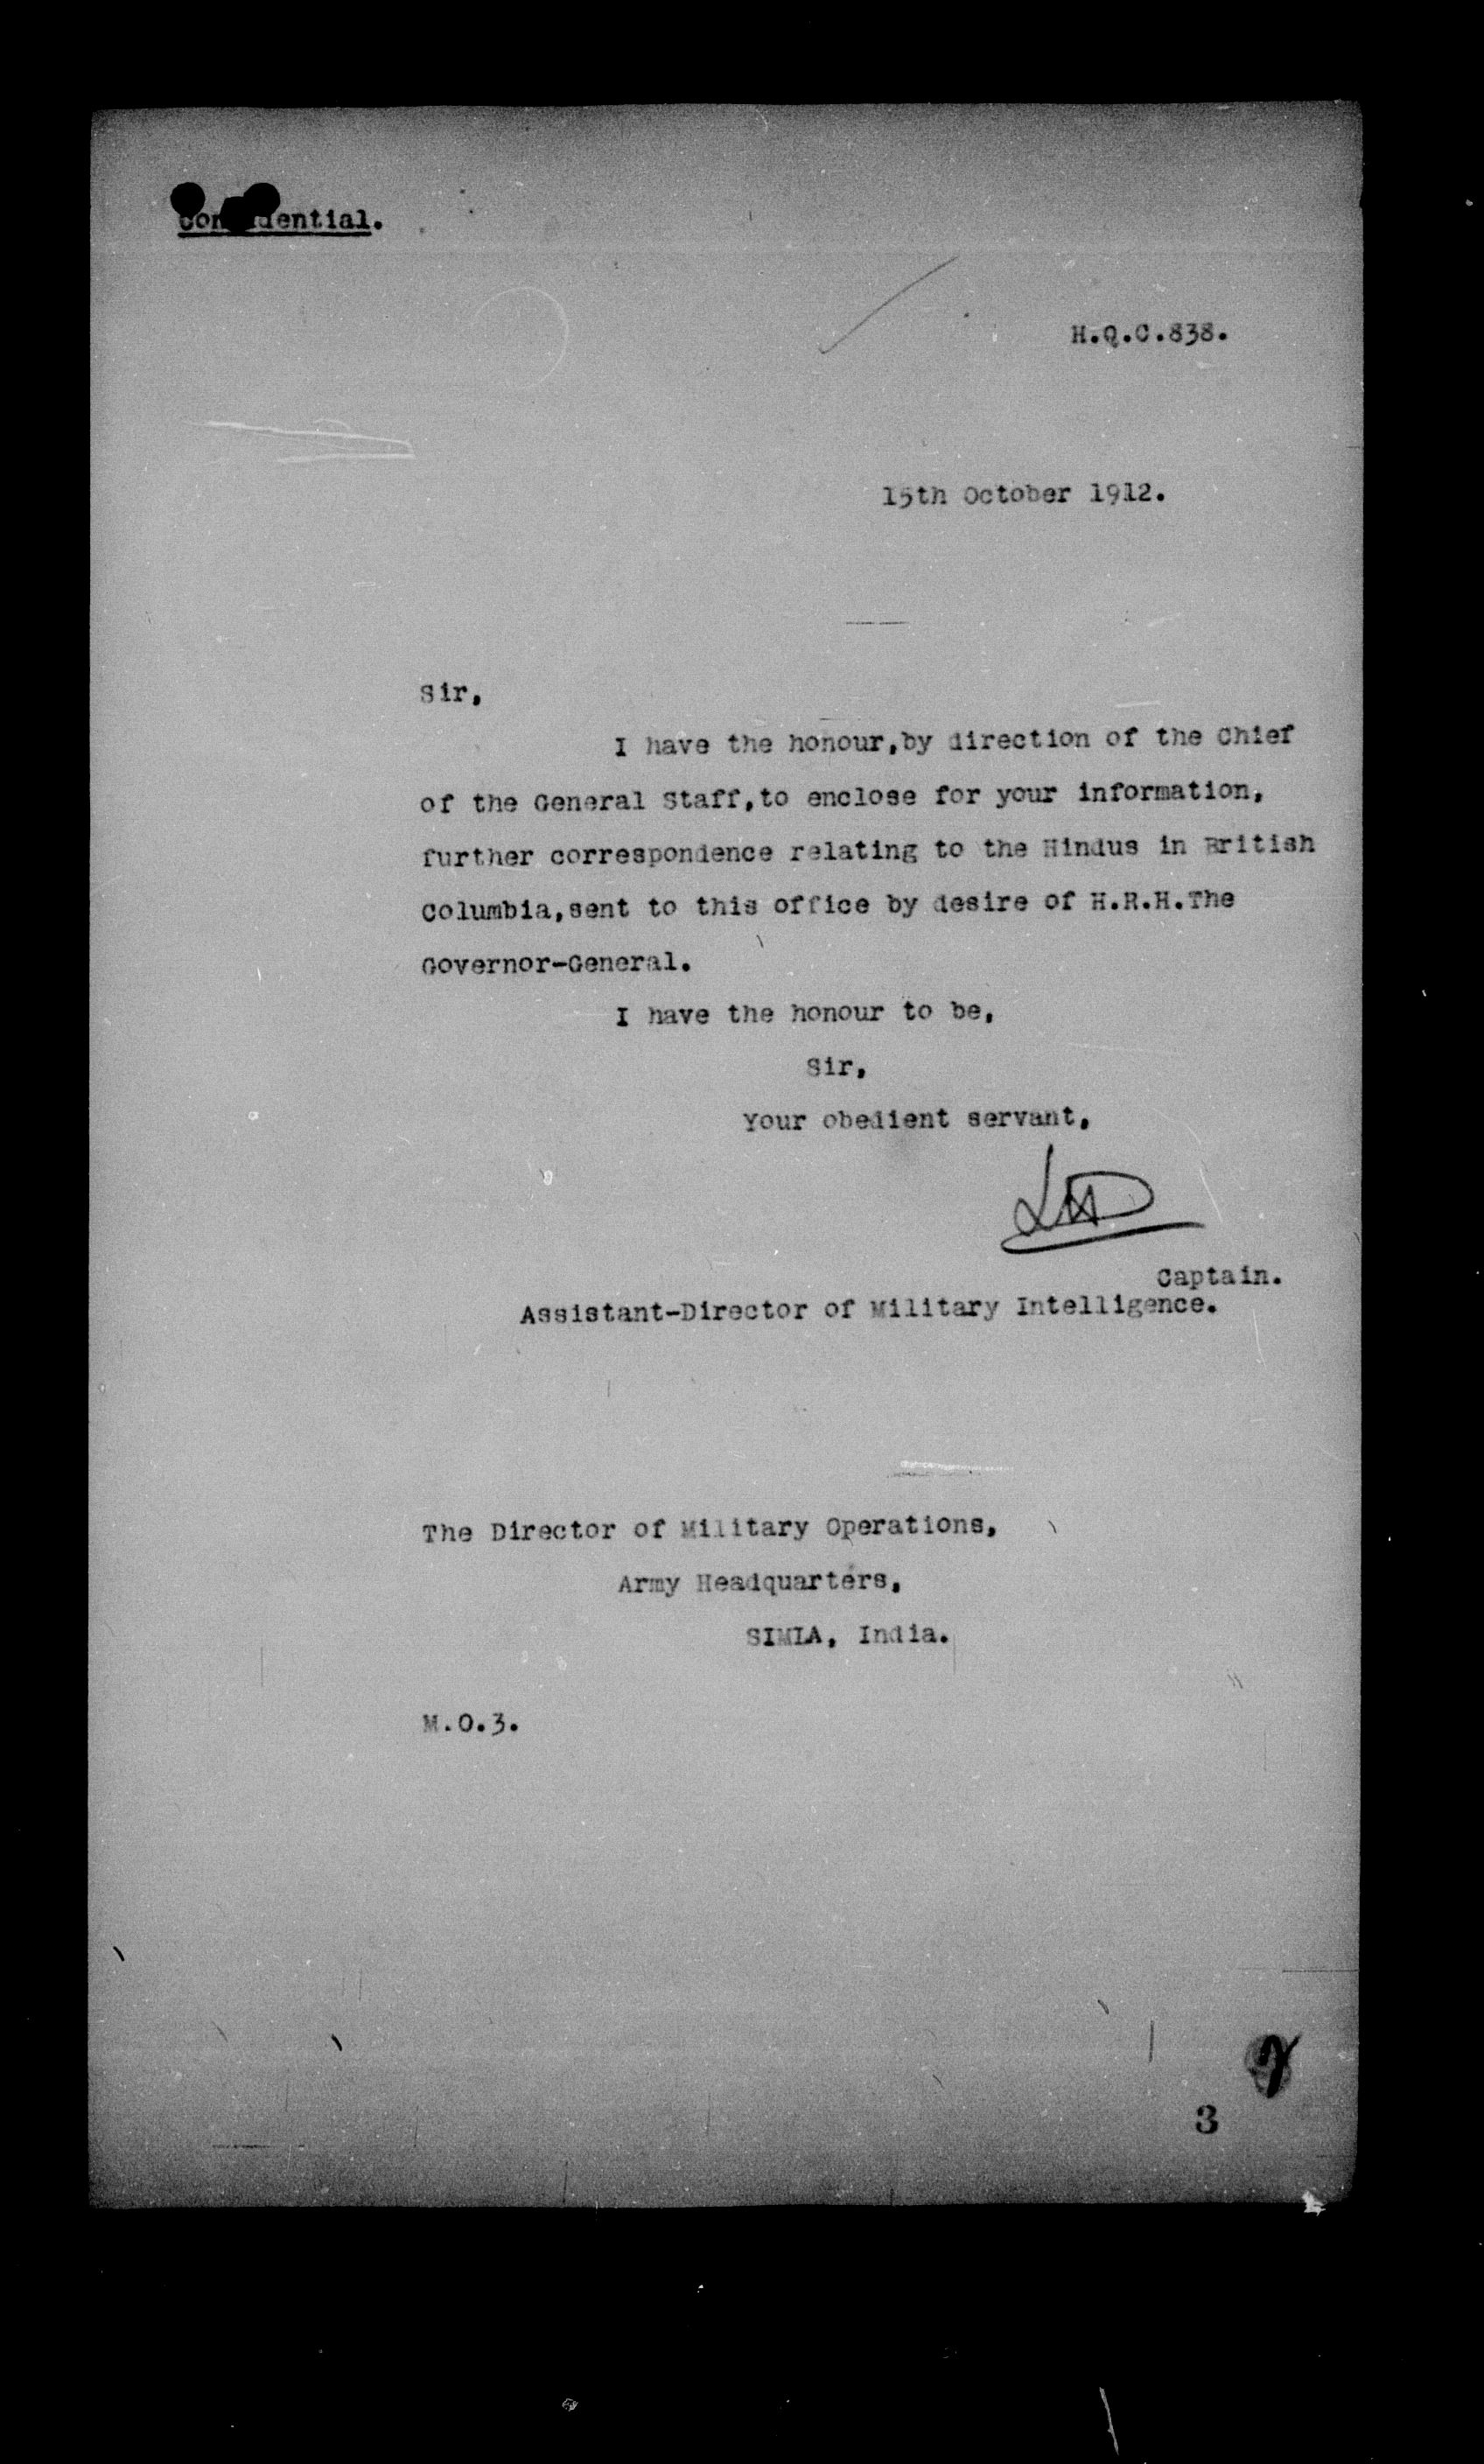 Confidential.
H.Q.C.838.
15th October 1912.
Sir,
I have the honour,by direction of the Chief
of the General Staff,to enclose for your information,
further correspondence relating to the Hindus in British
Columbia,sent to this office by desire of H.R.H.The
Governor-General.
I have the honour to be,
Sir,
Your obedient servant,
Captain.
Assistant-Director of Military Intelligence.
The Director of Military Operations,
Army Headquarters,
SIMLA, India.
M.O.3.
3